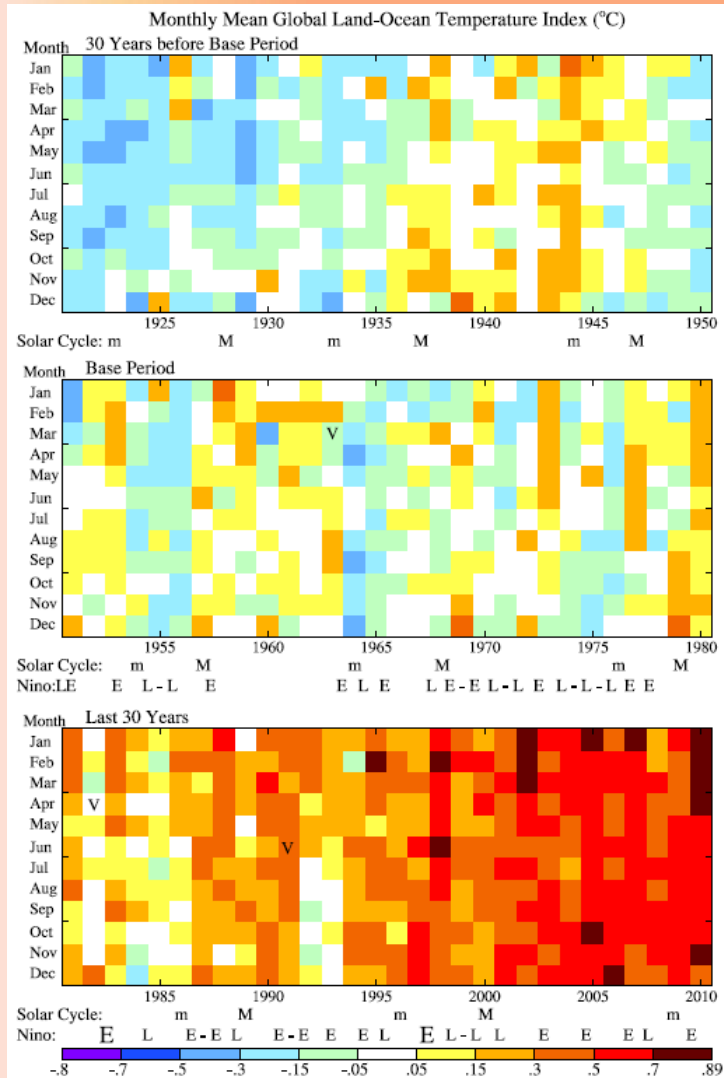 Monthly Mean Global Land-Ocean Temperature Index (°C)
Month 30 Years before Base Period
Jan
Feb
Mar
Apr
May
Jun
Jul
Aug
Sep
Oct
Nov
Dec
1925 1930 1935 1940 1945 1950
Solar Cycle: m M m M m M
Month Base Period
Jan
Feb
Mar V
Apr
May
Jun
Jul
Aug
Sep
Oct
Nov
Dec
1955 1960 1965 1970 1975 1980
Solar Cycle: m M m M m M
Nino:LE E L-L E E L E L E-E L-L E L-L-L E E
Month Last 30 Years
Jan
Feb
Mar
Apr V
May
Jun V
Jul
Aug
Sep
Oct
Nov
Dec
1985 1990 1995 2000 2005 2010
Solar Cycle: m M m M m
Nino: E L E-E L E-E E E L E L-L E E E L E
-.8 -.7 -.5 -.3 -.15 -.05 .05 .15 .3 .5 .7 .89